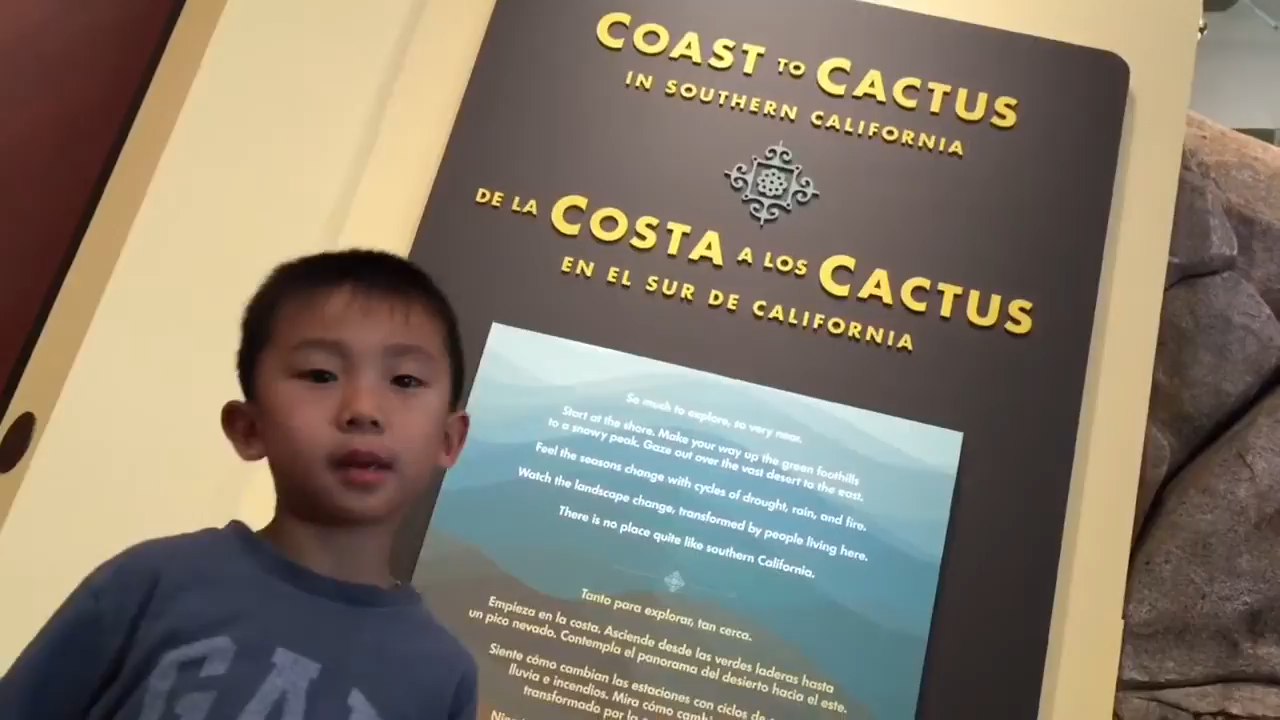 COAST TO CACTUS
IN SOUTHERN CALIFORNIA
DE LA COSTA A LOS CACTUS
EN EL SUR DE CALIFORNIA
So much to explore, so very near.
Start at the shore. Make your way up the green foothills
to a snowy peak. Gaze out over the vast desert to the east.
Feel the seasons change with cycles of drought, rain, and fire.
Watch the landscape change, transformed by people living here.
There is no place quite like southern California.
Tanto para explorar, tan cerca.
Empieza en la costa. Asciende desde las verdes laderas hasta
un pico nevado. Contempla el panorama del desierto hacia el este.
Siente cómo cambian las estaciones con ciclos de
lluvia e incendios. Mira cómo
transformado por la